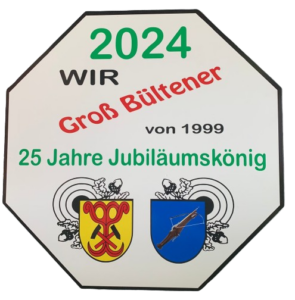 2024
WIR
Groß Bültener
von 1999
25 Jahre Jubiläumskönig